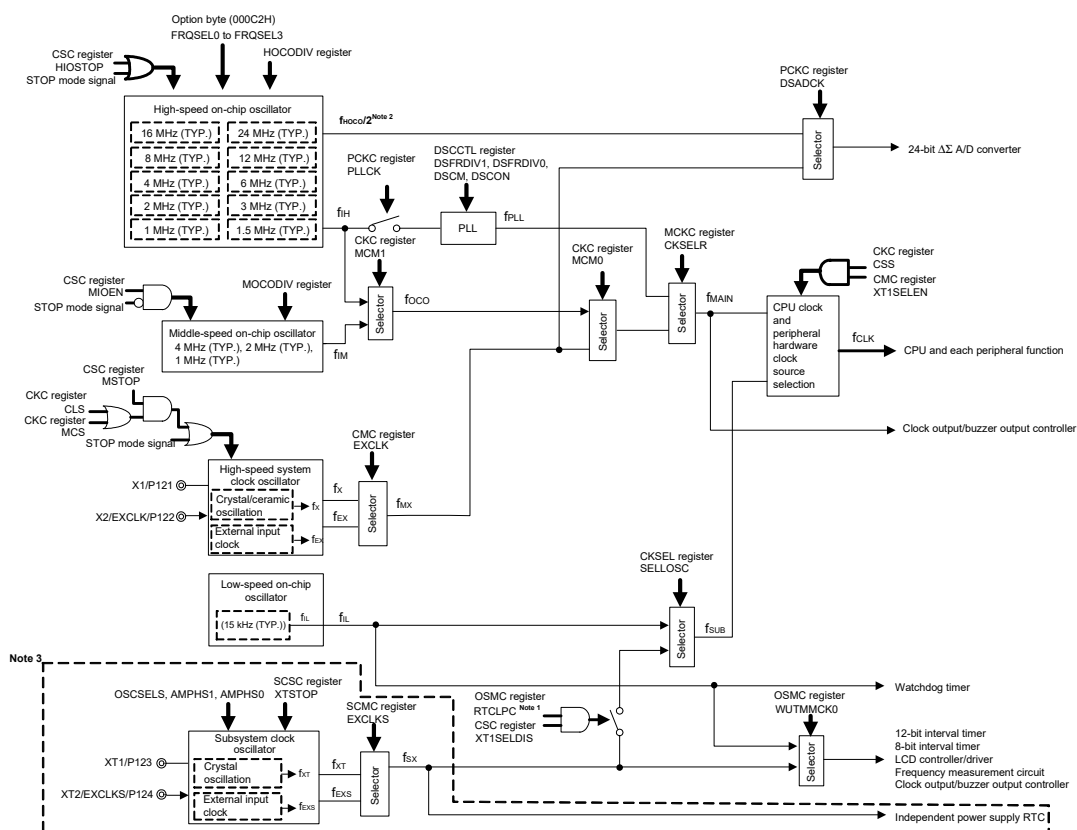 Option byte (000C2H)
FRQSEL0 to FRQSEL3
CSC register
HIOSTOP
STOP mode signal
HOCODIV register
High-speed on-chip oscillator
16 MHz (TYP.)
24 MHz (TYP.)
8 MHz (TYP.)
12 MHz (TYP.)
4 MHz (TYP.)
6 MHz (TYP.)
2 MHz (TYP.)
3 MHz (TYP.)
1 MHz (TYP.)
1.5 MHz (TYP.)
fHOCO/2 Note 2
PCKC register
DSADCK
Selector
24-bit ΔΣ A/D converter
PCKC register
PLLCK
DSCCTL register
DSFRDIV1, DSFRDIV0,
DSCM, DSCON
fIH
PLL
fPLL
CKC register
MCM1
CKC register
MCM0
MCKC register
CKSELR
CKC register
CSS
CMC register
XT1SELEN
CSC register
MIOEN
STOP mode signal
MOCODIV register
Middle-speed on-chip oscillator
4 MHz (TYP.), 2 MHz (TYP.),
1 MHz (TYP.)
fIM
Selector
fOCO
Selector
Selector
fMAIN
CPU clock
and
peripheral
hardware
clock
source
selection
fCLK
CPU and each peripheral function
Clock output/buzzer output controller
CSC register
MSTOP
CKC register
CLS
CKC register
MCS
STOP mode signal
CMC register
EXCLK
X1/P121
X2/EXCLK/P122
High-speed system
clock oscillator
Crystal/ceramic
oscillation
fX
External input
clock
fEX
fX
fEX
Selector
fMX
Low-speed on-chip
oscillator
(15 kHz (TYP.))
fIL
fIL
CKSEL register
SELLOSC
Selector
fSUB
Watchdog timer
Note 3
OSCSELS, AMPHS1, AMPHS0
SCSC register
XTSTOP
SCMC register
EXCLKS
OSMC register
RTCLPC Note 1
CSC register
XT1SELDIS
OSMC register
WUTMMCK0
Subsystem clock
oscillator
XT1/P123
XT2/EXCLKS/P124
Crystal
oscillation
fXT
External input
clock
fEXS
fXT
fEXS
Selector
fSX
Selector
12-bit interval timer
8-bit interval timer
LCD controller/driver
Frequency measurement circuit
Clock output/buzzer output controller
Independent power supply RTC